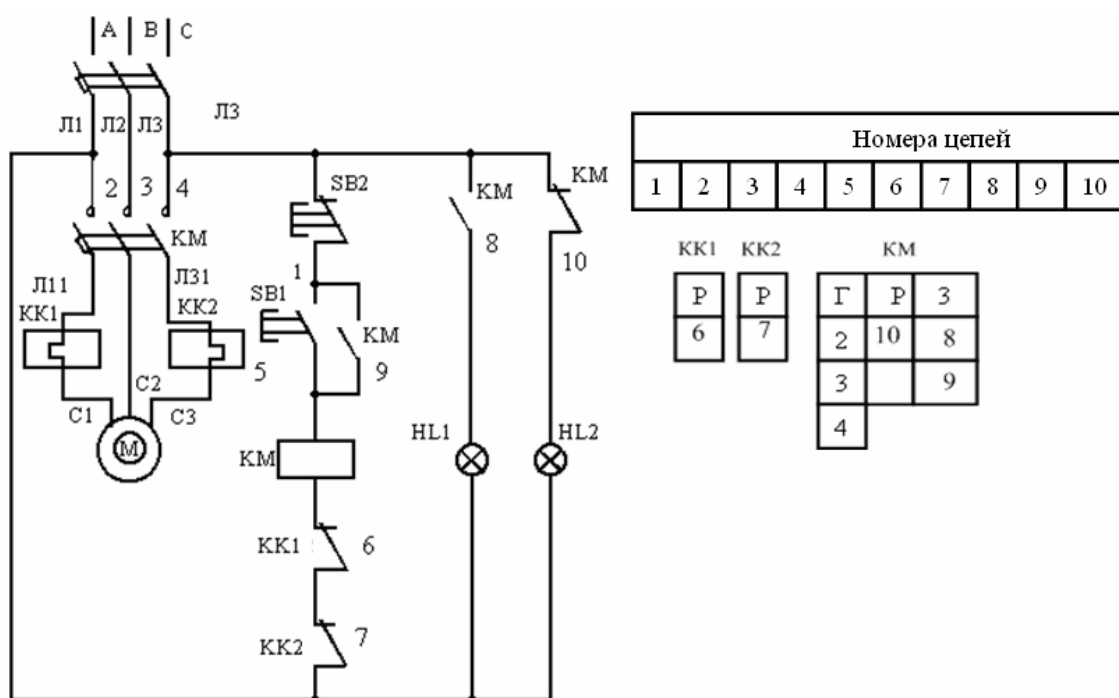 A B C
Л3
Л1 Л2 Л3
2 3 4
SB2
KM
KM
KM
8
10
Л11 Л31
1
KK1 KK2
SB1
KM
5
9
C2
C1 C3
M
HL1 HL2
KM
KK1 6
KK2 7
Номера цепей
1 2 3 4 5 6 7 8 9 10
KK1 KK2 KM
Р Р Г Р З
6 7 2 10 8
3 9
4